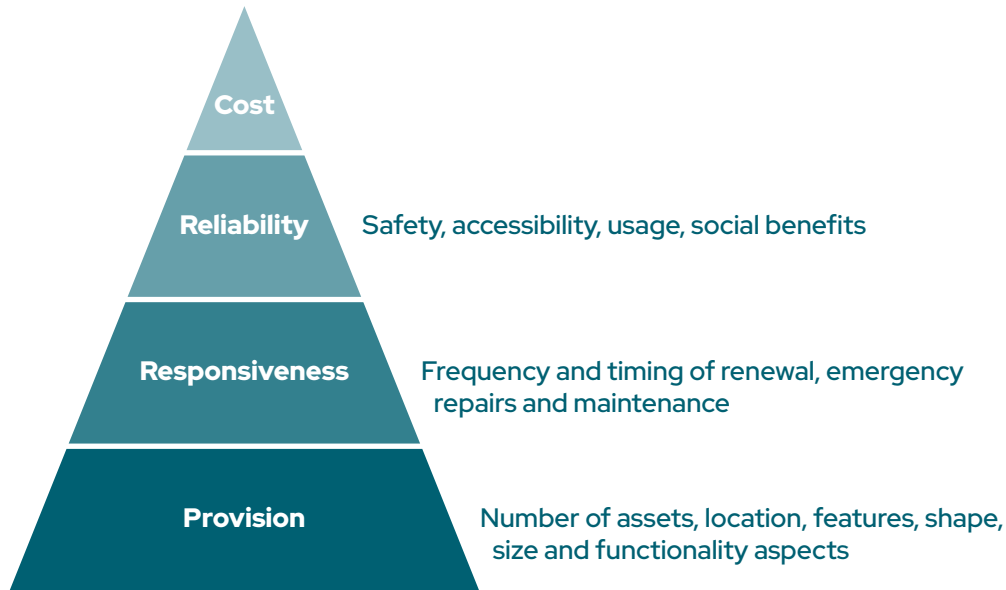 Cost
Reliability
Safety, accessibility, usage, social benefits
Responsiveness
Frequency and timing of renewal, emergency
repairs and maintenance
Provision
Number of assets, location, features, shape,
size and functionality aspects